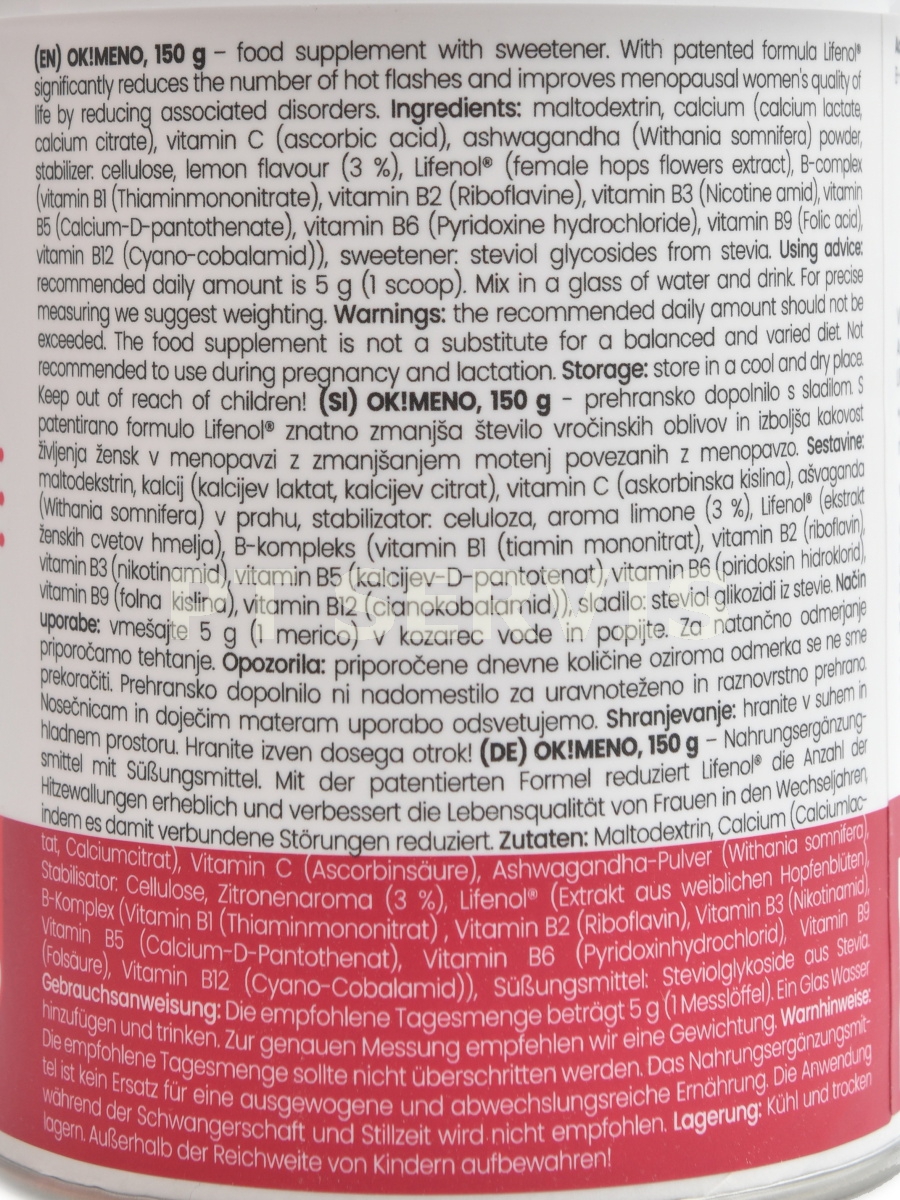 (EN) OK!MENO, 150 g – food supplement with sweetener. With patented formula Lifenol®
significantly reduces the number of hot flashes and improves menopausal women's quality of
life by reducing associated disorders. Ingredients: maltodextrin, calcium (calcium lactate,
calcium citrate), vitamin C (ascorbic acid), ashwagandha (Withania somnifera) powder,
stabilizer: cellulose, lemon flavour (3 %), Lifenol® (female hops flowers extract), B-complex
(vitamin B1 (Thiaminmononitrate), vitamin B2 (Riboflavine), vitamin B3 (Nicotine amid), vitamin
B5 (Calcium-D-pantothenate), vitamin B6 (Pyridoxine hydrochloride), vitamin B9 (Folic acid),
vitamin B12 (Cyano-cobalamid)), sweetener: steviol glycosides from stevia. Using advice:
recommended daily amount is 5 g (1 scoop). Mix in a glass of water and drink. For precise
measuring we suggest weighting. Warnings: the recommended daily amount should not be
exceeded. The food supplement is not a substitute for a balanced and varied diet. Not
recommended to use during pregnancy and lactation. Storage: store in a cool and dry place.
Keep out of reach of children! (SI) OK!MENO, 150 g – prehransko dopolnilo s sladilom. S
patentirano formulo Lifenol® znatno zmanjša število vročinskih oblivov in izboljša kakovost
življenja žensk v menopavzi z zmanjšanjem motenj povezanih z menopavzo. Sestavine:
maltodekstrin, kalcij (kalcijev laktat, kalcijev citrat), vitamin C (askorbinska kislina), ašvaganda
(Withania somnifera) v prahu, stabilizator: celuloza, aroma limone (3 %), Lifenol® (ekstrakt
ženskih cvetov hmelja), B-kompleks (vitamin B1 (tiamin mononitrat), vitamin B2 (riboflavin),
vitamin B3 (nikotinamid), vitamin B5 (kalcijev-D-pantotenat), vitamin B6 (piridoksin hidroklorid),
vitamin B9 (folna kislina), vitamin B12 (cianokobalamid)), sladilo: steviol glikozidi iz stevie. Način
uporabe: vmešajte 5 g (1 merico) v kozarec vode in popijte. Za natančno odmerjanje
priporočamo tehtanje. Opozorila: priporočene dnevne količine oziroma odmerka se ne sme
prekoračiti. Prehransko dopolnilo ni nadomestilo za uravnoteženo in raznovrstno prehrano.
Nosečnicam in doječim materam uporabo odsvetujemo. Shranjevanje: hranite v suhem in
hladnem prostoru. Hranite izven dosega otrok! (DE) OK!MENO, 150 g – Nahrungsergänzung-
smittel mit Süßungsmittel. Mit der patentierten Formel reduziert Lifenol® die Anzahl der
Hitzewallungen erheblich und verbessert die Lebensqualität von Frauen in den Wechseljahren,
indem es damit verbundene Störungen reduziert. Zutaten: Maltodextrin, Calcium (Calciumlac-
tat, Calciumcitrat), Vitamin C (Ascorbinsäure), Ashwagandha-Pulver (Withania somnifera),
Stabilisator: Cellulose, Zitronenaroma (3 %), Lifenol® (Extrakt aus weiblichen Hopfenblüten),
B-Komplex (Vitamin B1 (Thiaminmononitrat) , Vitamin B2 (Riboflavin), Vitamin B3 (Nikotinamid),
Vitamin B5 (Calcium-D-Pantothenat), Vitamin B6 (Pyridoxinhydrochlorid), Vitamin B9
(Folsäure), Vitamin B12 (Cyano-Cobalamid)), Süßungsmittel: Steviolglykoside aus Stevia.
Gebrauchsanweisung: Die empfohlene Tagesmenge beträgt 5 g (1 Messlöffel). Ein Glas Wasser
hinzufügen und trinken. Zur genauen Messung empfehlen wir eine Gewichtung. Warnhinweise:
Die empfohlene Tagesmenge sollte nicht überschritten werden. Das Nahrungsergänzungsmit-
tel ist kein Ersatz für eine ausgewogene und abwechslungsreiche Ernährung. Die Anwendung
während der Schwangerschaft und Stillzeit wird nicht empfohlen. Lagerung: Kühl und trocken
lagern. Außerhalb der Reichweite von Kindern aufbewahren!
PT SERVIS